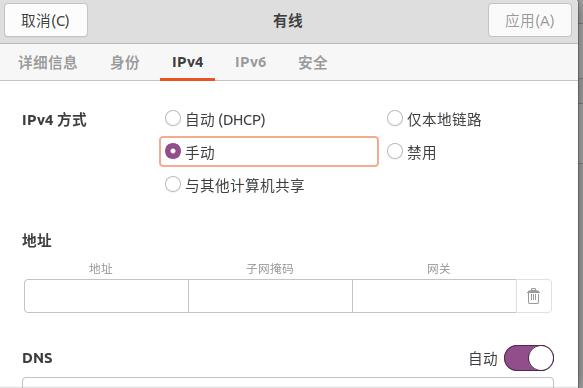 取消(C) 有线 应用(A)
详细信息 身份 IPv4 IPv6 安全
IPv4 方式 自动 (DHCP) 仅本地链路
手动 禁用
与其他计算机共享
地址
地址 子网掩码 网关
DNS 自动